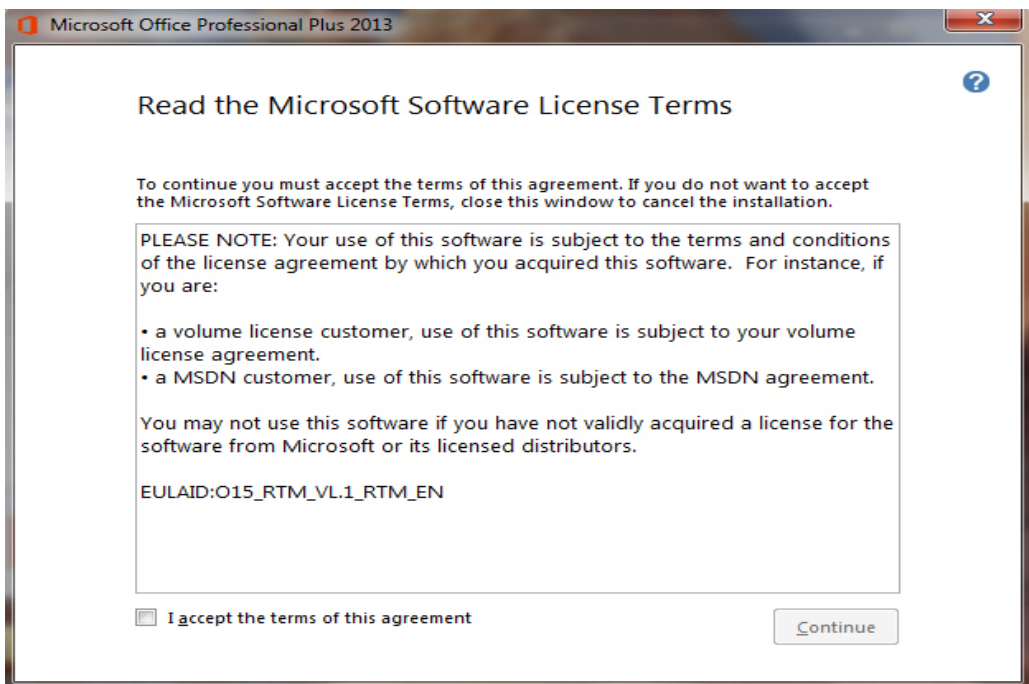 Microsoft Office Professional Plus 2013
Read the Microsoft Software License Terms
To continue you must accept the terms of this agreement. If you do not want to accept
the Microsoft Software License Terms, close this window to cancel the installation.
PLEASE NOTE: Your use of this software is subject to the terms and conditions
of the license agreement by which you acquired this software.  For instance, if
you are:
• a volume license customer, use of this software is subject to your volume
license agreement.
• a MSDN customer, use of this software is subject to the MSDN agreement.
You may not use this software if you have not validly acquired a license for the
software from Microsoft or its licensed distributors.
EULAID:O15_RTM_VL.1_RTM_EN
I accept the terms of this agreement
Continue